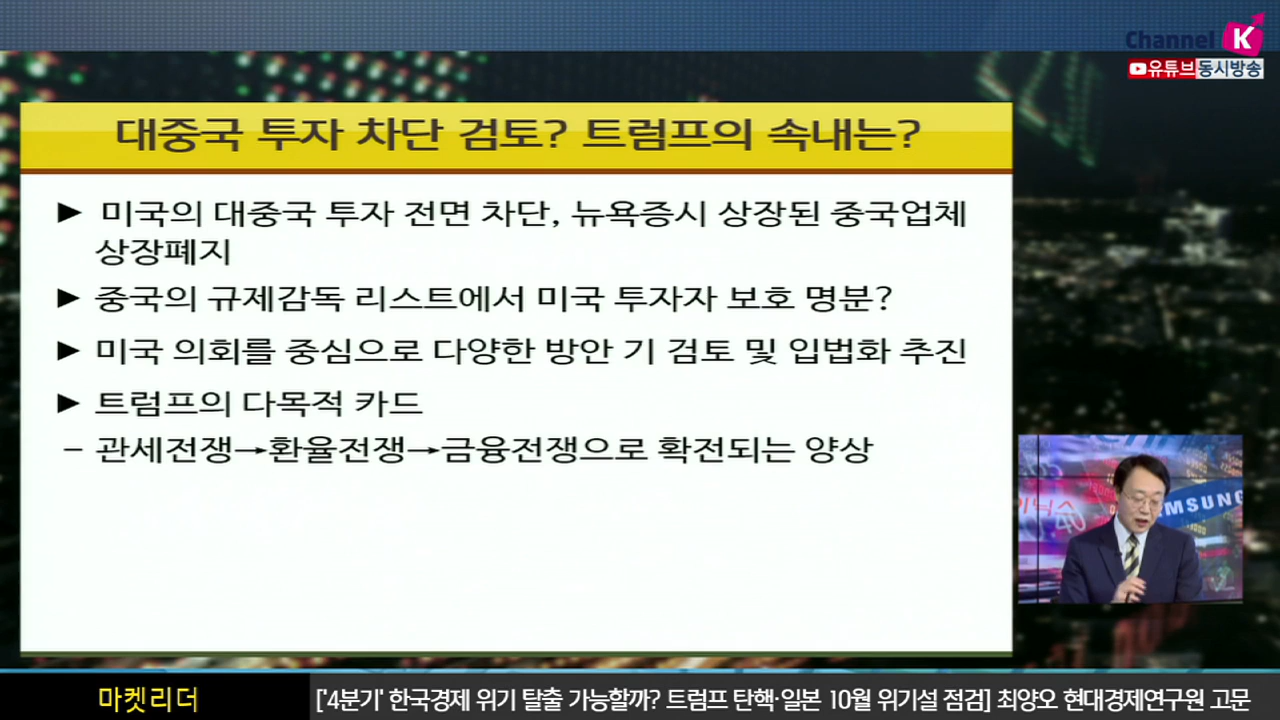 Channel K
유튜브 동시방송
대중국 투자 차단 검토? 트럼프의 속내는?
▶ 미국의 대중국 투자 전면 차단, 뉴욕증시 상장된 중국업체
상장폐지
▶ 중국의 규제감독 리스트에서 미국 투자자 보호 명분?
▶ 미국 의회를 중심으로 다양한 방안 기 검토 및 입법화 추진
▶ 트럼프의 다목적 카드
– 관세전쟁→환율전쟁→금융전쟁으로 확전되는 양상
SAMSUNG
마켓리더
['4분기' 한국경제 위기 탈출 가능할까? 트럼프 탄핵·일본 10월 위기설 점검] 최양오 현대경제연구원 고문